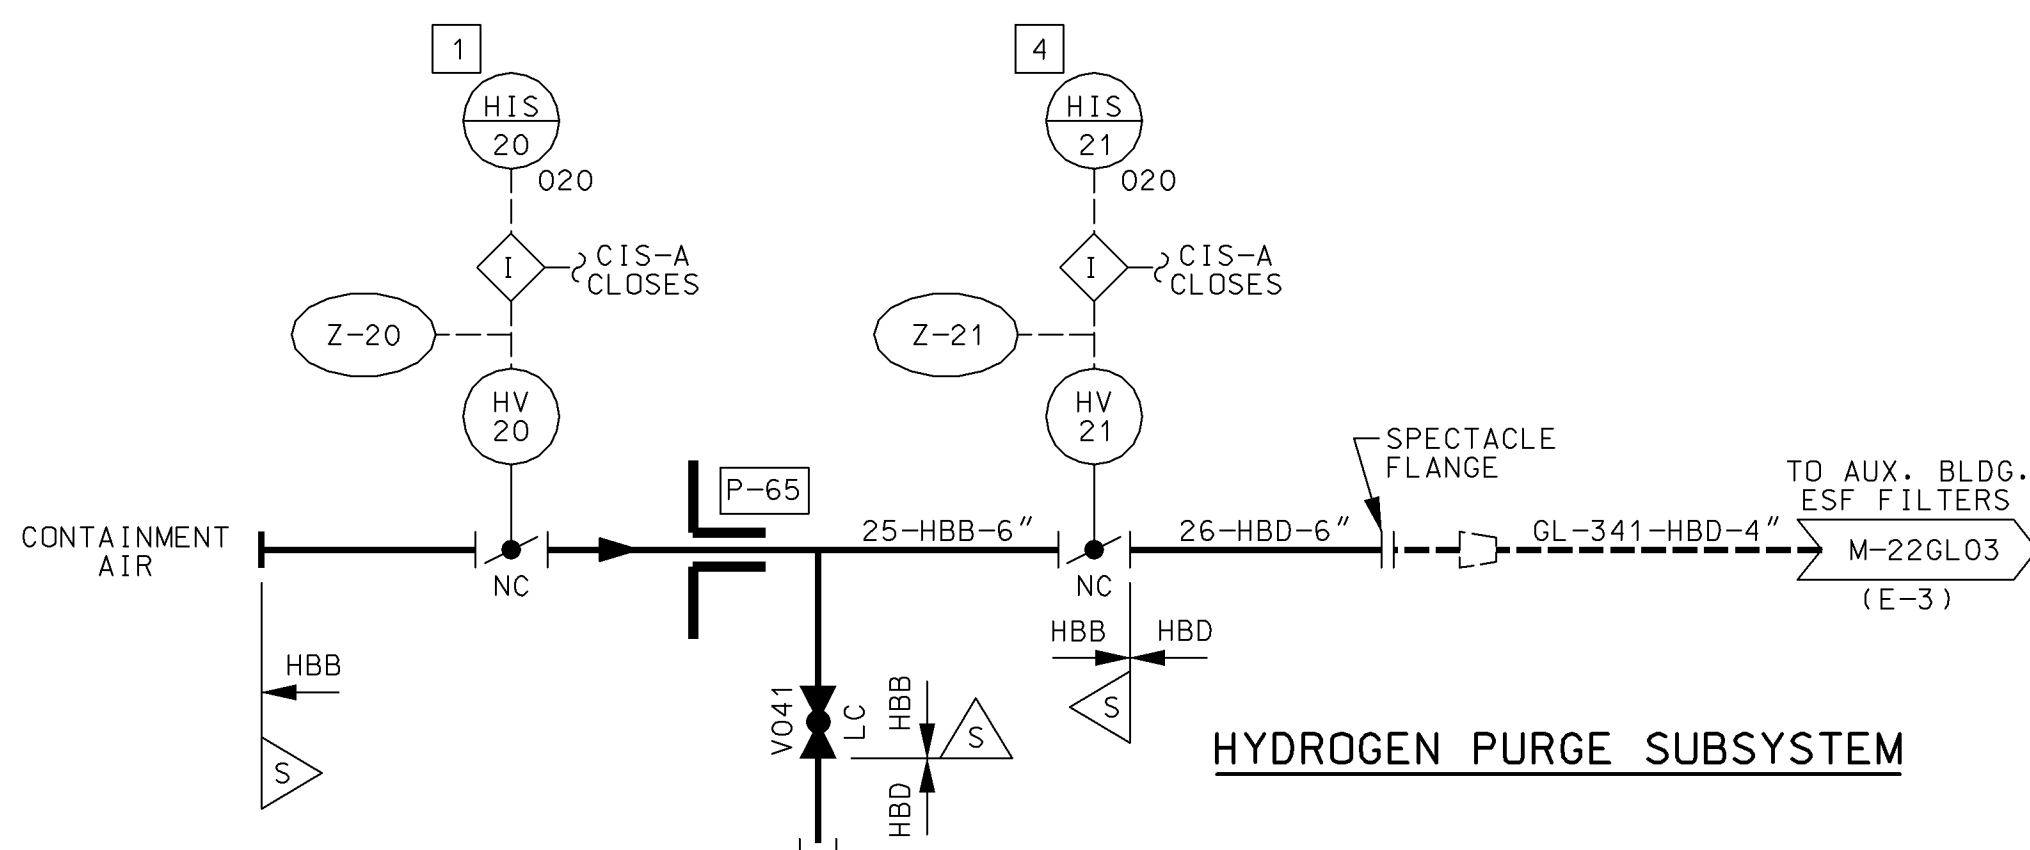 1
HIS
20
020
I
CIS-A
CLOSES
Z-20
HV
20
4
HIS
21
020
I
CIS-A
CLOSES
Z-21
HV
21
SPECTACLE
FLANGE
TO AUX. BLDG.
ESF FILTERS
P-65
CONTAINMENT
AIR
NC
25-HBB-6"
NC
26-HBD-6"
GL-341-HBD-4"
M-22GL03
(E-3)
HBB
S
V041
LC
HBB
HBD
S
HBB
HBD
S
HYDROGEN PURGE SUBSYSTEM